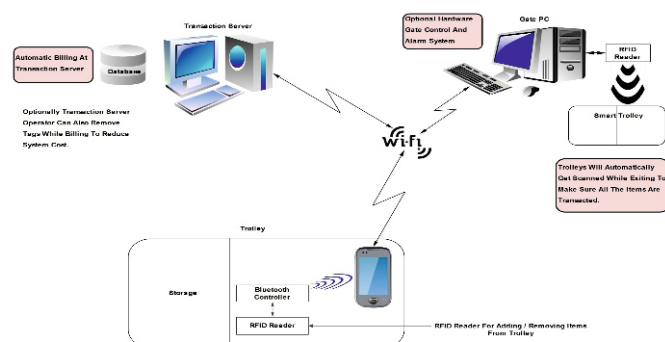 Transaction Server
Automatic Billing At
Transaction Server
Database
Optionally Transaction Server
Operator Can Also Remove
Tags While Billing To Reduce
System Cost.
Optional Hardware
Gate Control And
Alarm System
Gate PC
RFID
Reader
Smart Trolley
wi-fi
Trolleys Will Automatically
Get Scanned While Exiting To
Make Sure All The Items Are
Transacted.
Trolley
Storage
Bluetooth
Controller
RFID Reader
RFID Reader For Adding / Removing Items
From Trolley